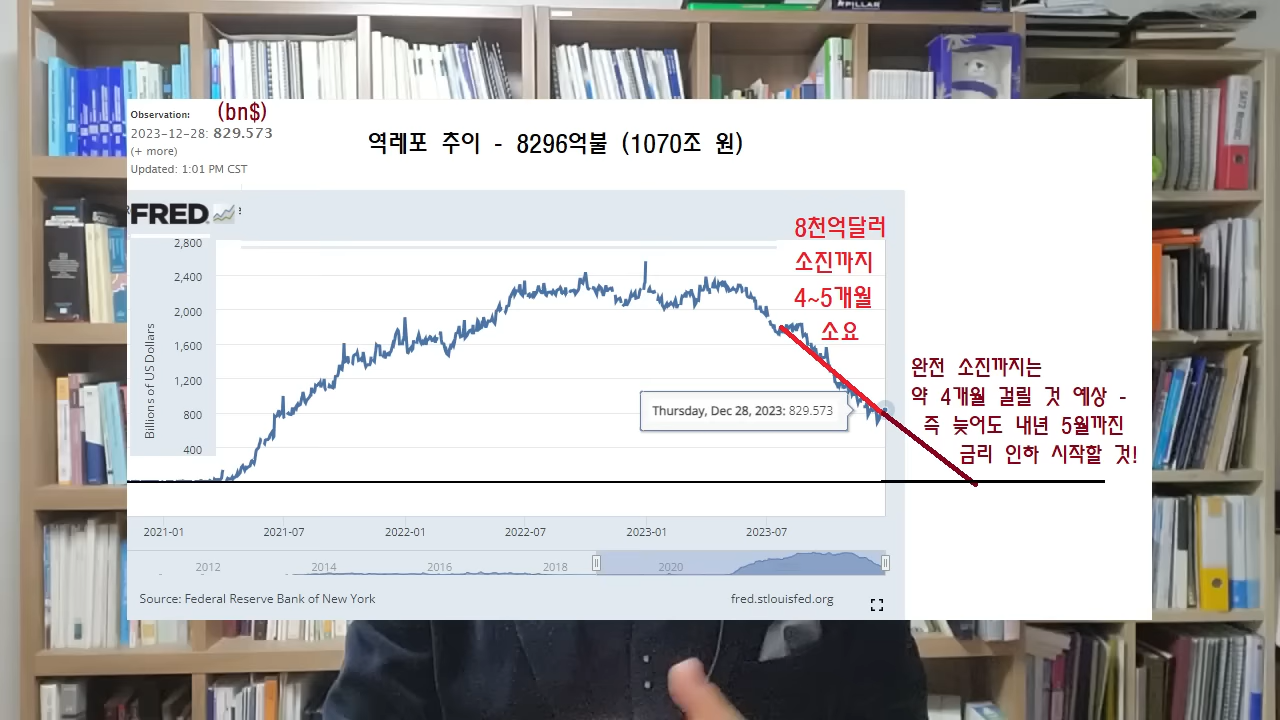 PILLAR
Observation: (bn$)
2023-12-28: 829.573
(+ more)
Updated: 1:01 PM CST
역레포 추이 - 8296억불 (1070조 원)
FRED
8천억달러
소진까지
4~5개월
소요
2,800
2,400
2,000
1,600
1,200
800
400
Billions of US Dollars
Thursday, Dec 28, 2023: 829.573
완전 소진까지는
약 4개월 걸릴 것 예상 -
즉 늦어도 내년 5월까진
금리 인하 시작할 것!
2021-01 2021-07 2022-01 2022-07 2023-01 2023-07
2012 2014 2016 2018 2020
Source: Federal Reserve Bank of New York
fred.stlouisfed.org